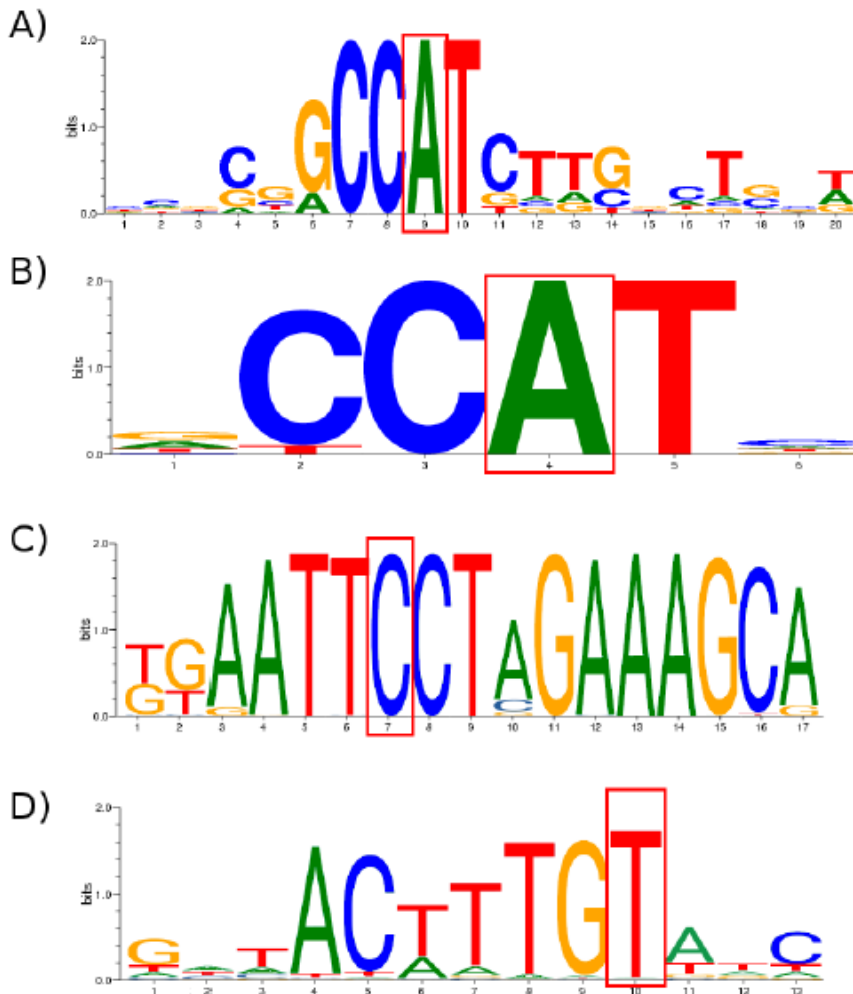 A)
2.0
bits
1.0
0.0
C G CCAT C T T G T T
1 2 3 4 5 6 7 8 9 10 11 12 13 14 15 16 17 18 19 20
B)
2.0
bits
1.0
0.0
CCAT
1 2 3 4 5 6
C)
2.0
bits
1.0
0.0
TGAATTCCTAGAAAGCA
1 2 3 4 5 6 7 8 9 10 11 12 13 14 15 16 17
D)
2.0
bits
1.0
0.0
G T A C T T T G T A C
1 2 3 4 5 6 7 8 9 10 11 12 13